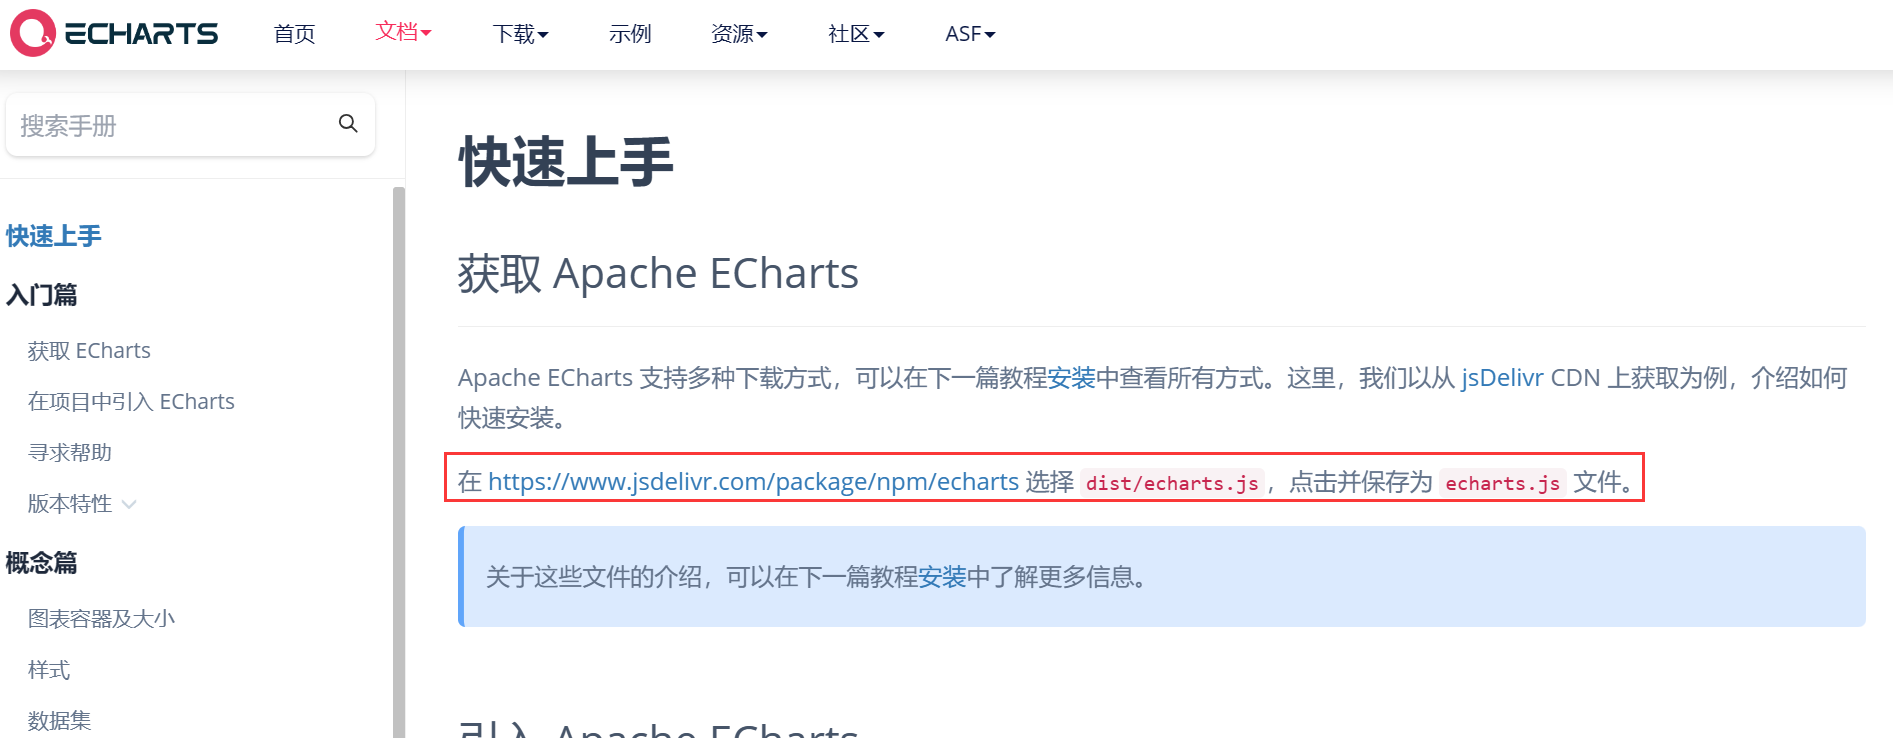 ECHARTS 首页 文档 下载 示例 资源 社区 ASF
搜索手册
快速上手
入门篇
获取 ECharts
在项目中引入 ECharts
寻求帮助
版本特性
概念篇
图表容器及大小
样式
数据集
快速上手
获取 Apache ECharts
Apache ECharts 支持多种下载方式，可以在下一篇教程安装中查看所有方式。这里，我们以从 jsDelivr CDN 上获取为例，介绍如何
快速安装。
在 https://www.jsdelivr.com/package/npm/echarts 选择 dist/echarts.js，点击并保存为 echarts.js 文件。
关于这些文件的介绍，可以在下一篇教程安装中了解更多信息。
引入 Apache ECharts